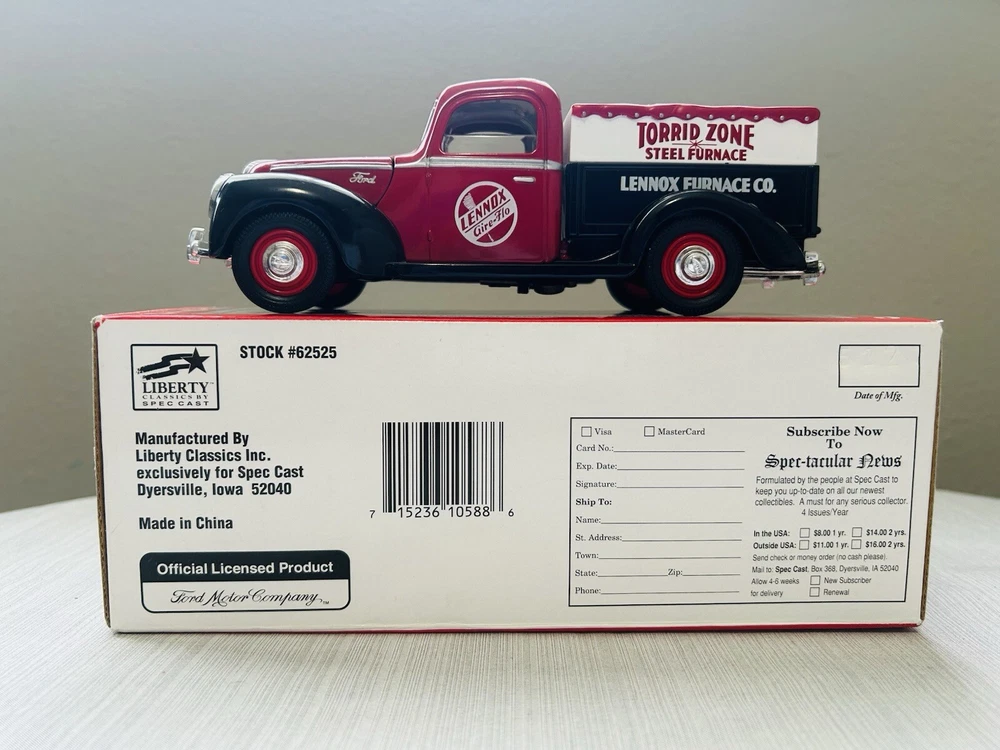 TORRID ZONE
STEEL FURNACE
LENNOX FURNACE CO.
Ford
LENNOX
Aire-Flo
STOCK #62525
LIBERTY™
CLASSICS BY
SPEC CAST
Manufactured By
Liberty Classics Inc.
exclusively for Spec Cast
Dyersville, Iowa 52040
Made in China
Official Licensed Product
Ford Motor Company™
7 15236 10588 6
Date of Mfg.
Visa MasterCard
Card No.:
Exp. Date:
Signature:
Ship To:
Name:
St. Address:
Town:
State: Zip:
Phone:
Subscribe Now
To
Spec-tacular News
Formulated by the people at Spec Cast to
keep you up-to-date on all our newest
collectibles. A must for any serious collector.
4 Issues/Year
In the USA: $8.00 1 yr. $14.00 2 yrs.
Outside USA: $11.00 1 yr. $16.00 2 yrs.
Send check or money order (no cash please).
Mail to: Spec Cast, Box 368, Dyersville, IA 52040
Allow 4-6 weeks New Subscriber
for delivery Renewal